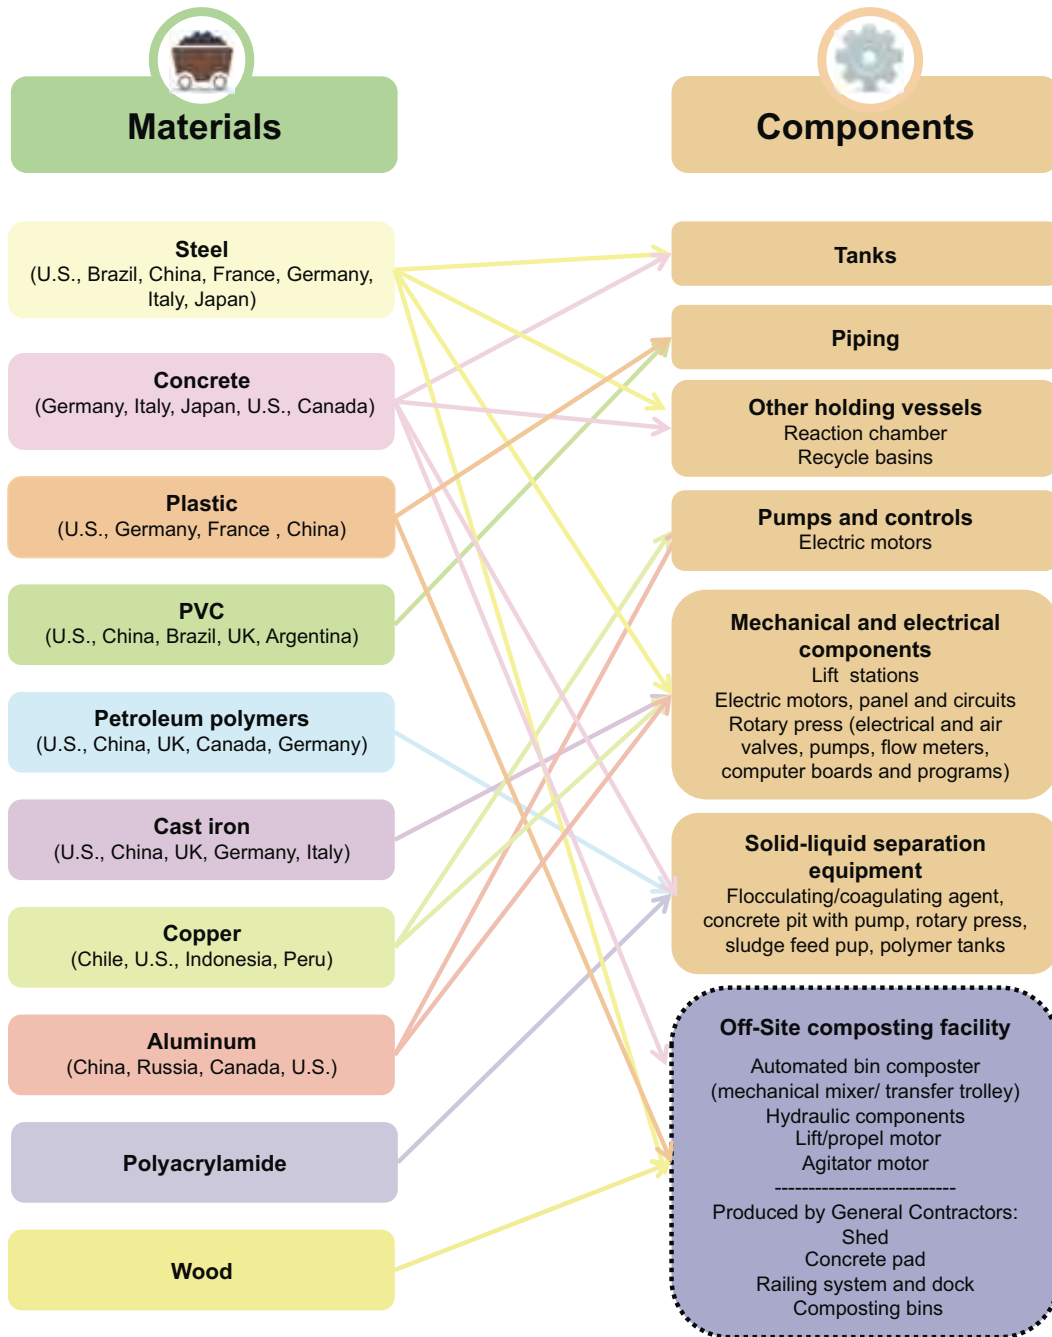 Materials
Steel
(U.S., Brazil, China, France, Germany,
Italy, Japan)
Concrete
(Germany, Italy, Japan, U.S., Canada)
Plastic
(U.S., Germany, France , China)
PVC
(U.S., China, Brazil, UK, Argentina)
Petroleum polymers
(U.S., China, UK, Canada, Germany)
Cast iron
(U.S., China, UK, Germany, Italy)
Copper
(Chile, U.S., Indonesia, Peru)
Aluminum
(China, Russia, Canada, U.S.)
Polyacrylamide
Wood
Components
Tanks
Piping
Other holding vessels
Reaction chamber
Recycle basins
Pumps and controls
Electric motors
Mechanical and electrical
components
Lift stations
Electric motors, panel and circuits
Rotary press (electrical and air
valves, pumps, flow meters,
computer boards and programs)
Solid-liquid separation
equipment
Flocculating/coagulating agent,
concrete pit with pump, rotary press,
sludge feed pup, polymer tanks
Off-Site composting facility
Automated bin composter
(mechanical mixer/ transfer trolley)
Hydraulic components
Lift/propel motor
Agitator motor
---------------------------
Produced by General Contractors:
Shed
Concrete pad
Railing system and dock
Composting bins